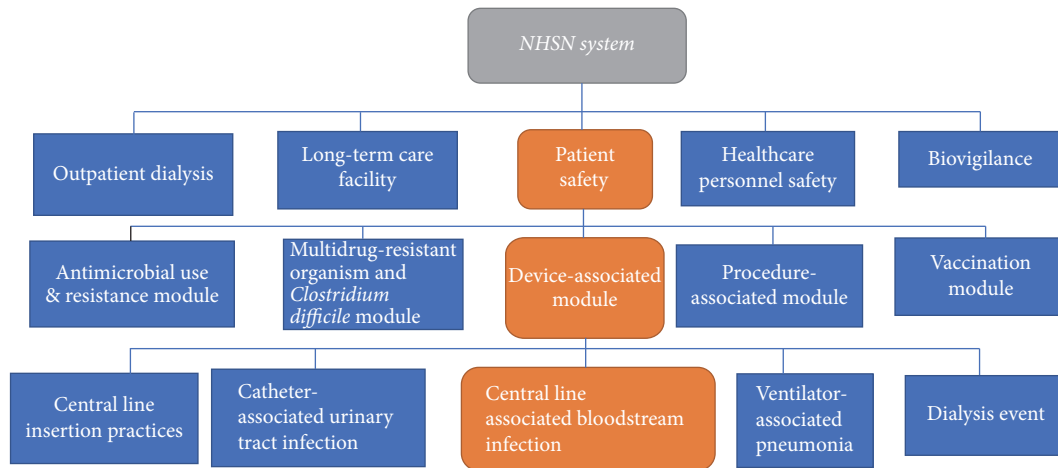 NHSN system
Outpatient dialysis
Long-term care
facility
Patient
safety
Healthcare
personnel safety
Biovigilance
Antimicrobial use
& resistance module
Multidrug-resistant
organism and
Clostridium
difficile module
Device-associated
module
Procedure-
associated module
Vaccination
module
Central line
insertion practices
Catheter-
associated urinary
tract infection
Central line
associated bloodstream
infection
Ventilator-
associated
pneumonia
Dialysis event